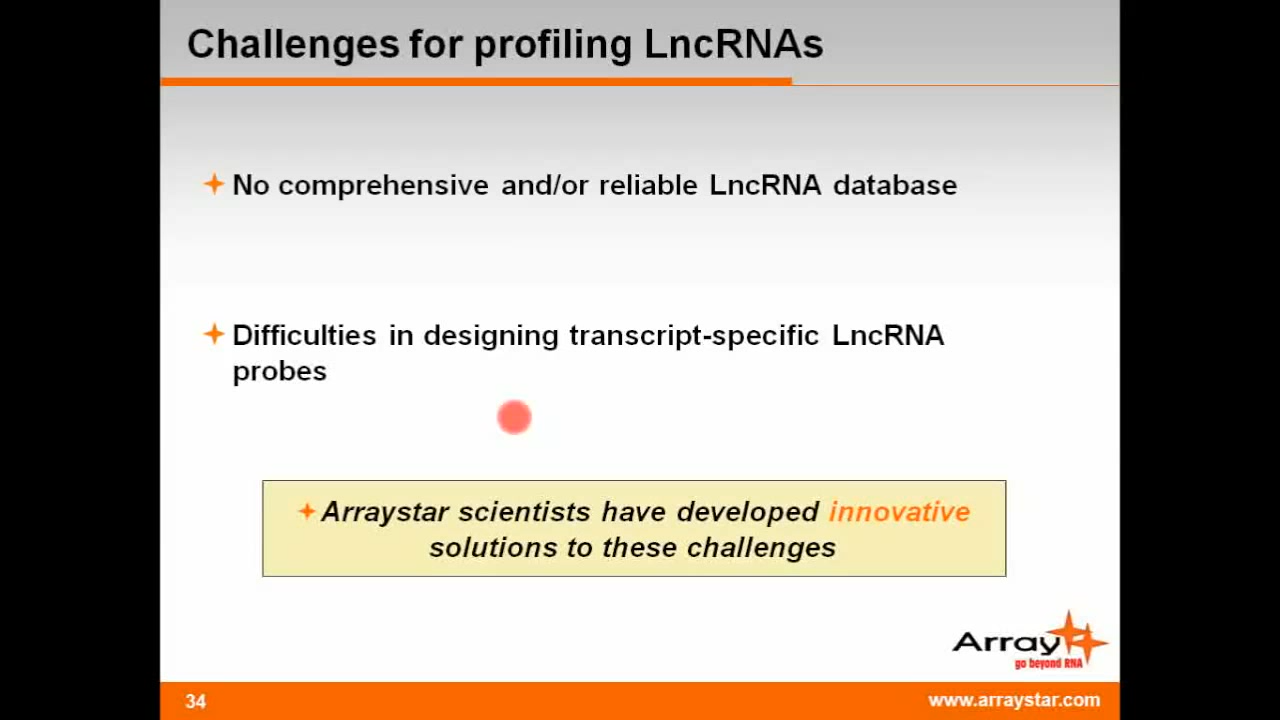 Challenges for profiling LncRNAs
No comprehensive and/or reliable LncRNA database
Difficulties in designing transcript-specific LncRNA
probes
Arraystar scientists have developed innovative
solutions to these challenges
Array
go beyond RNA
34
www.arraystar.com